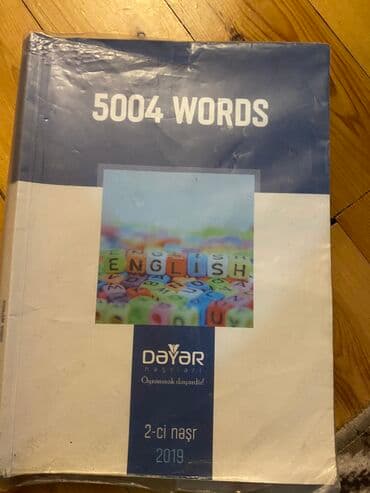 5004 WORDS
ENGLISH
DƏYƏR
nəşrləri
Öyrənmək dəyərdir!
2-ci nəşr
2019